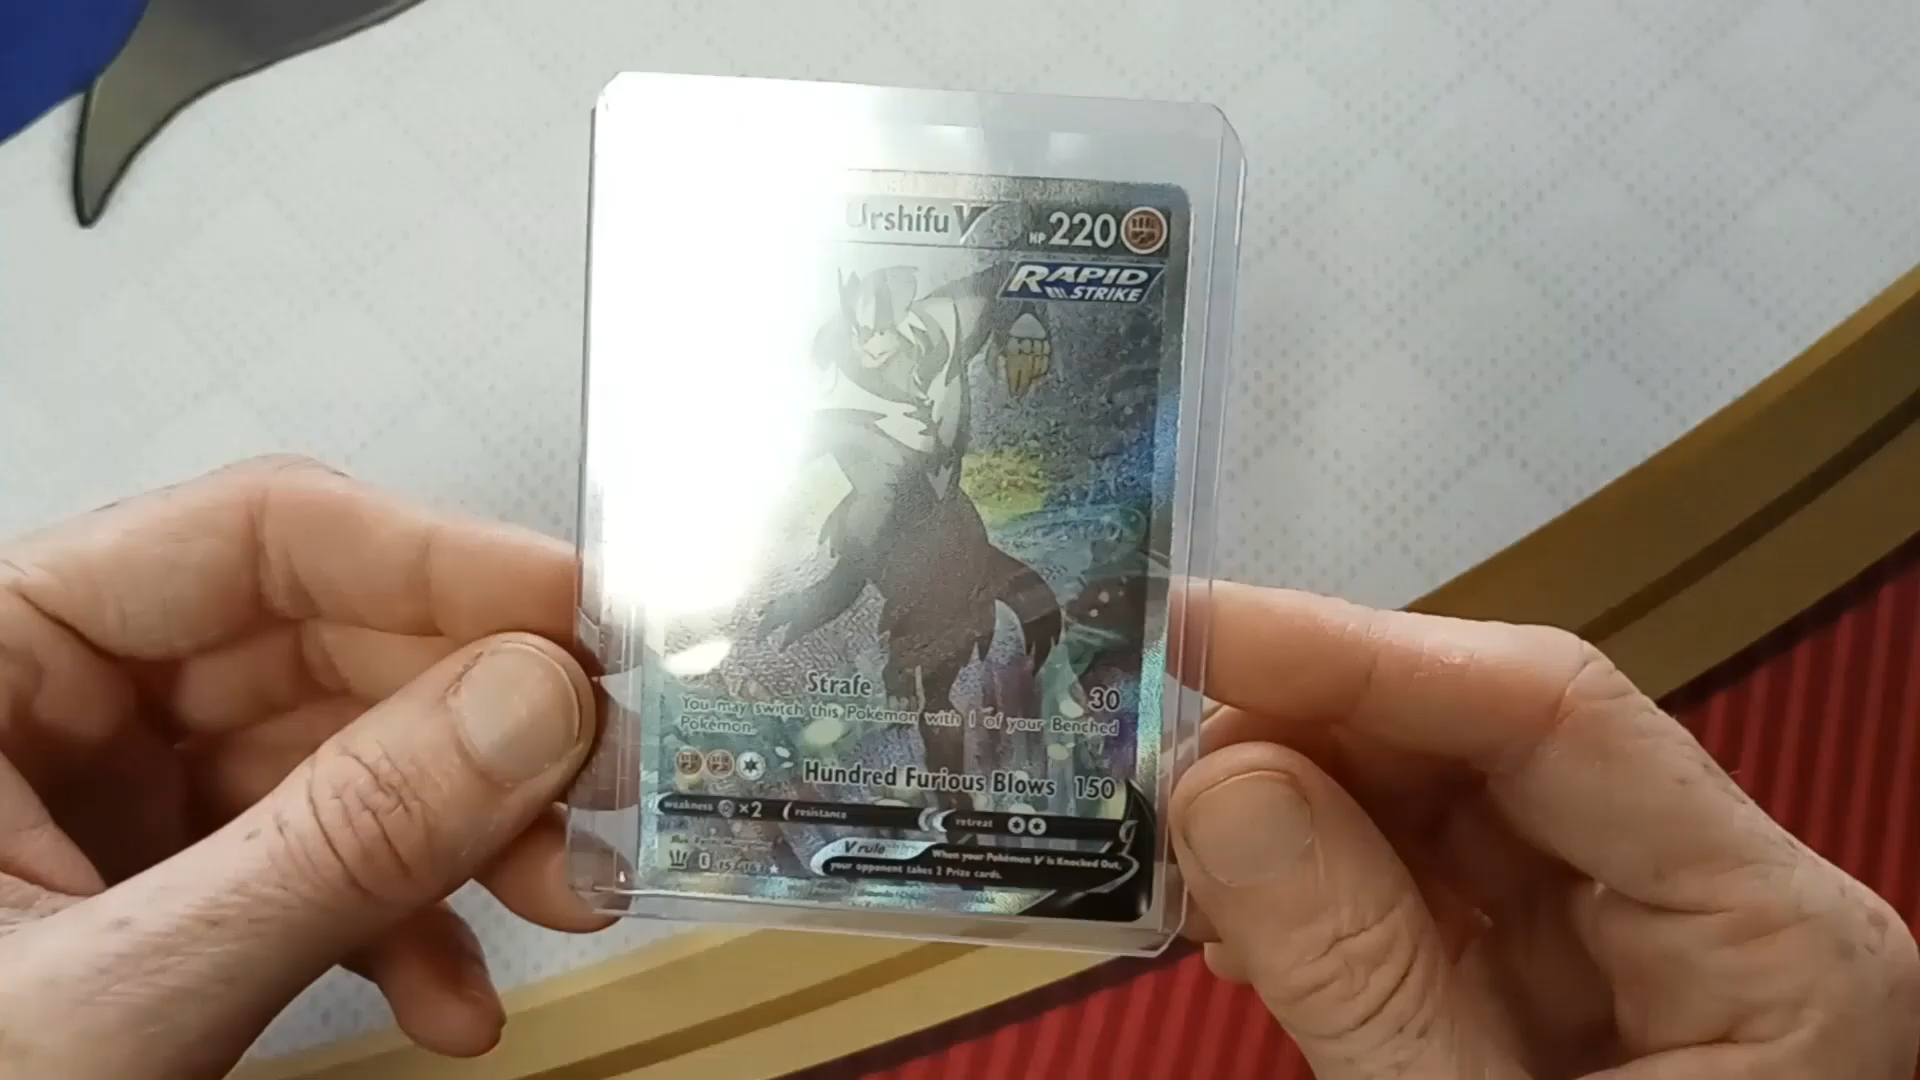 Urshifu V HP 220
RAPID
STRIKE
Strafe 30
You may switch this Pokémon with 1 of your Benched
Pokémon.
Hundred Furious Blows 150
weakness ×2 resistance retreat
V rule When your Pokémon V is Knocked Out,
your opponent takes 2 Prize cards.